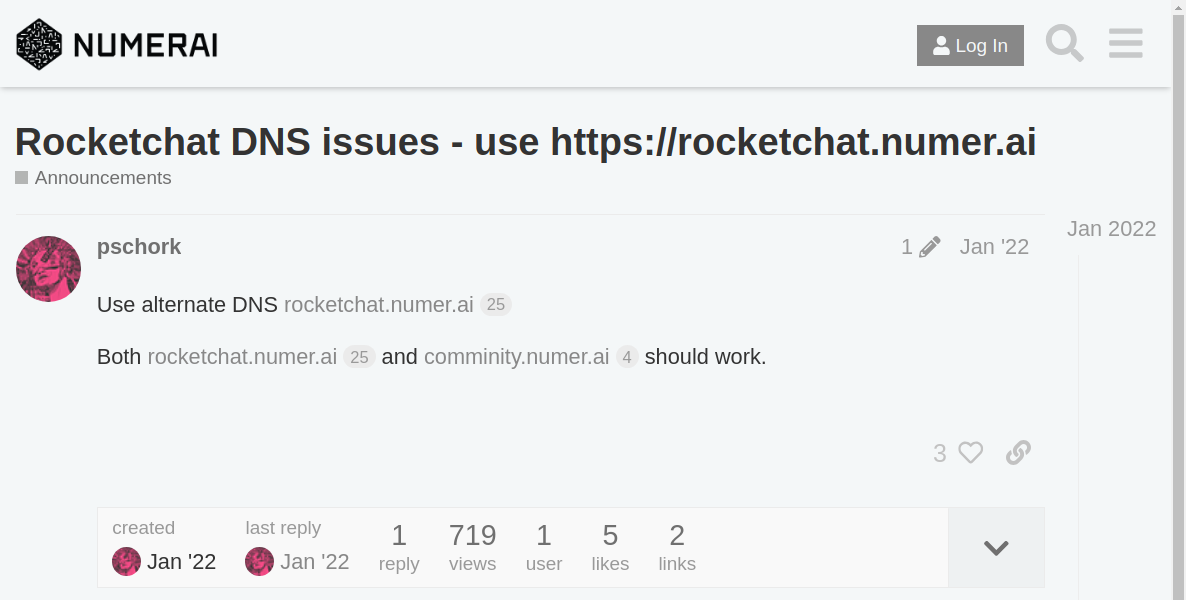 NUMERAI
Log In
Rocketchat DNS issues - use https://rocketchat.numer.ai
Announcements
Jan 2022
pschork
1 Jan '22
Use alternate DNS rocketchat.numer.ai 25
Both rocketchat.numer.ai 25 and comminity.numer.ai 4 should work.
3
created last reply 1 719 1 5 2
Jan '22 Jan '22 reply views user likes links